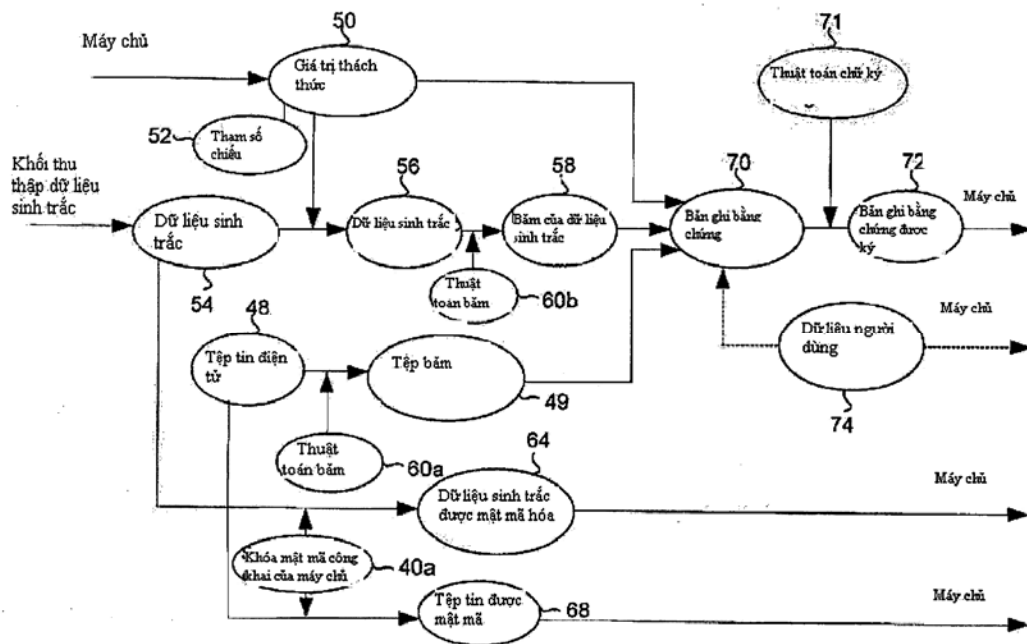 50
71
Máy chủ
Giá trị thách
thức
Thuật toán chữ ký
52
Tham số
chiếu
Khối thu
thập dữ liệu
sinh trắc
56
58
70
72
Máy chủ
Dữ liệu sinh
trắc
Dữ liệu sinh trắc
Băm của dữ liệu
sinh trắc
Bản ghi bằng
chứng
Bản ghi bằng
chứng được
ký
54
Thuật
toán băm
60b
48
Máy chủ
Tệp tin điện
tử
Tệp băm
Dữ liệu người
dùng
49
74
Thuật
toán băm
60a
64
Máy chủ
Dữ liệu sinh trắc
được mật mã hóa
Khóa mật mã công
khai của máy chủ
40a
Tệp tin được
mật mã
68
Máy chủ